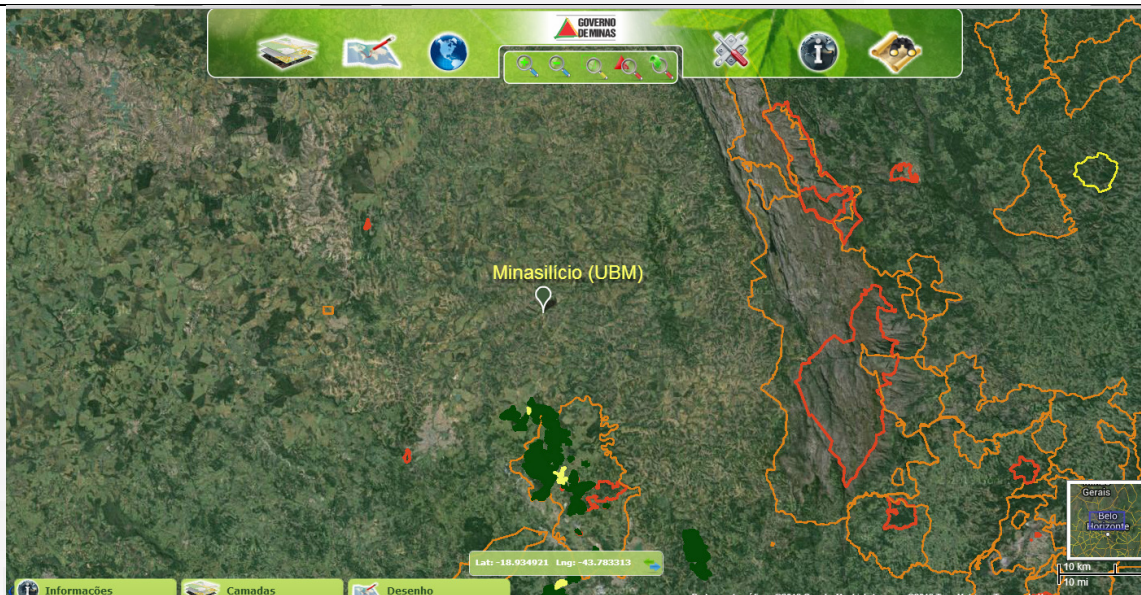 GOVERNO
DE MINAS
Minasilício (UBM)
Gerais
Belo
Horizonte
Lat: -18.934921 Lng: -43.783313
10 km
10 mi
Informações
Camadas
Desenho